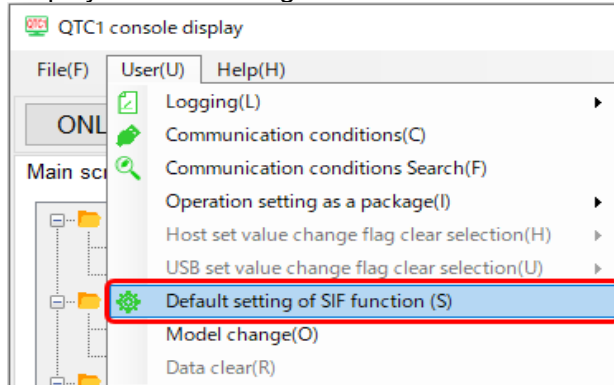 QTC1 console display
File(F) User(U) Help(H)
Logging(L)
ONL
Communication conditions(C)
Main scr
Communication conditions Search(F)
Operation setting as a package(I)
Host set value change flag clear selection(H)
USB set value change flag clear selection(U)
Default setting of SIF function (S)
Model change(O)
Data clear(R)